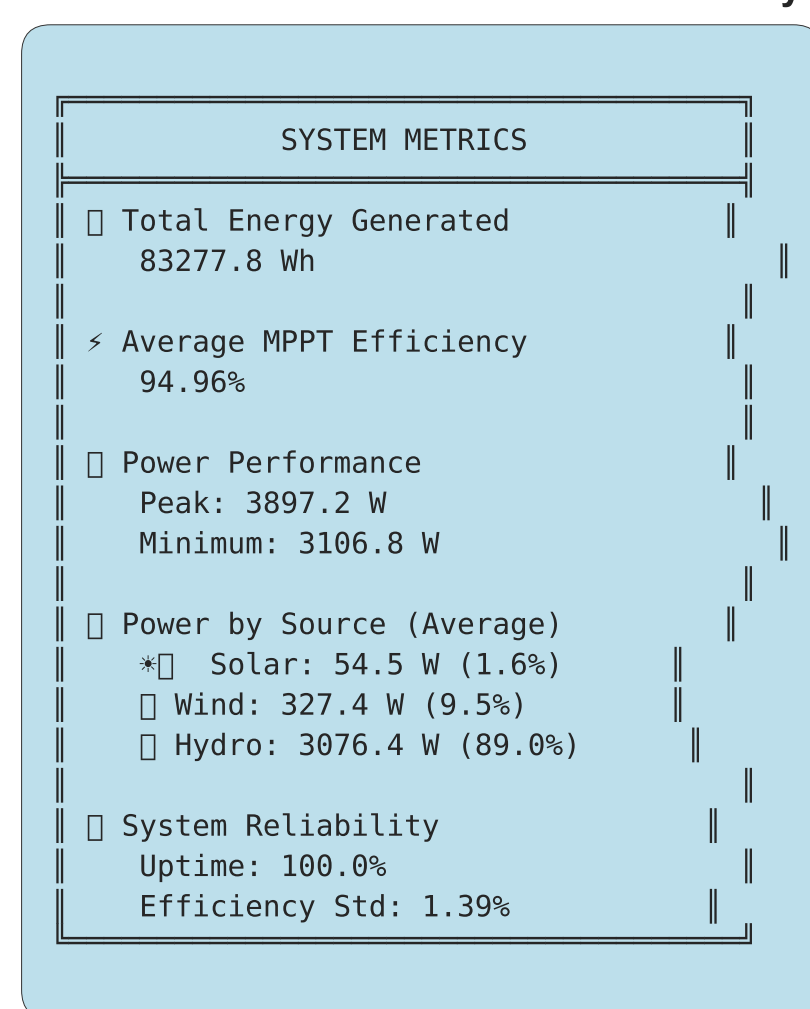 SYSTEM METRICS
Total Energy Generated
83277.8 Wh
⚡ Average MPPT Efficiency
94.96%
Power Performance
Peak: 3897.2 W
Minimum: 3106.8 W
Power by Source (Average)
☀ Solar: 54.5 W (1.6%)
Wind: 327.4 W (9.5%)
Hydro: 3076.4 W (89.0%)
System Reliability
Uptime: 100.0%
Efficiency Std: 1.39%